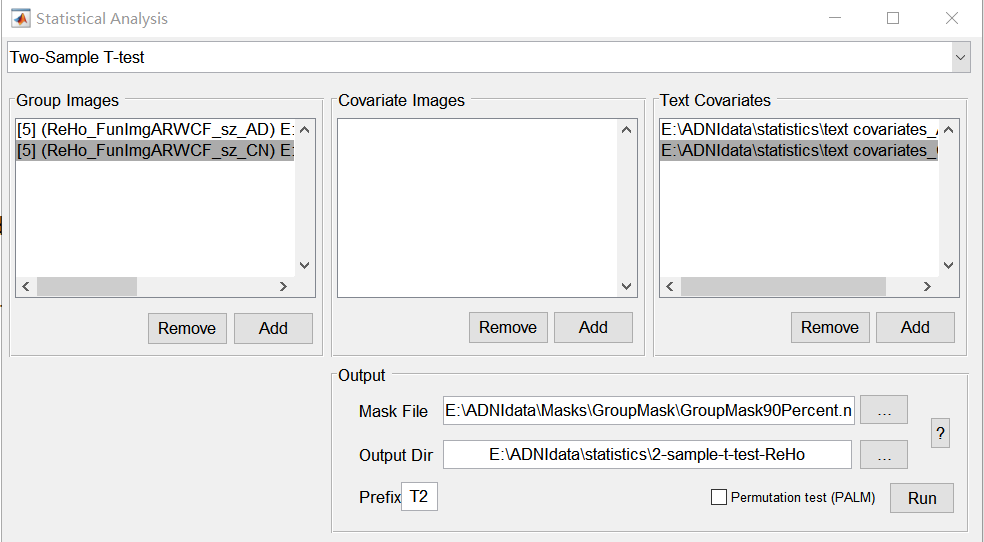 Statistical Analysis
Two-Sample T-test
Group Images
[5] (ReHo_FunImgARWCF_sz_AD) E:
[5] (ReHo_FunImgARWCF_sz_CN) E:
Remove Add
Covariate Images
Remove Add
Text Covariates
E:\ADNIdata\statistics\text covariates_
E:\ADNIdata\statistics\text covariates_
Remove Add
Output
Mask File E:\ADNIdata\Masks\GroupMask\GroupMask90Percent.n ...
?
Output Dir E:\ADNIdata\statistics\2-sample-t-test-ReHo ...
Prefix T2 Permutation test (PALM) Run